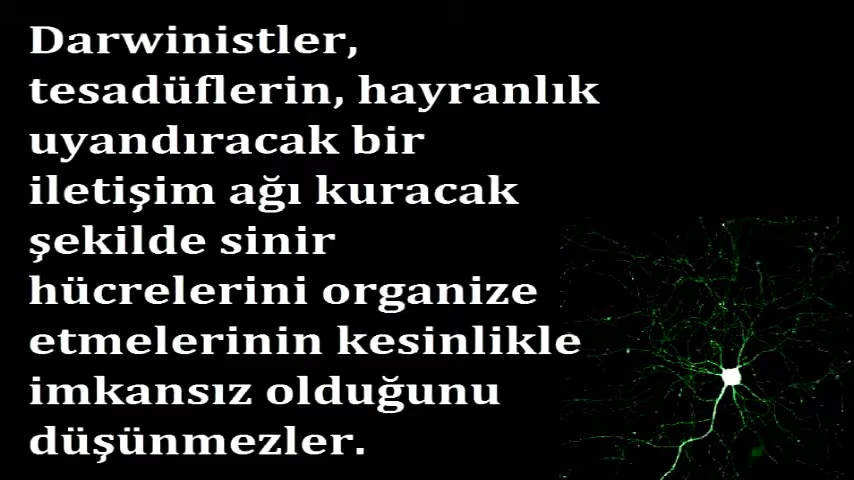 Darwinistler,
tesadüflerin, hayranlık
uyandıracak bir
iletişim ağı kuracak
şekilde sinir
hücrelerini organize
etmelerinin kesinlikle
imkansız olduğunu
düşünmezler.